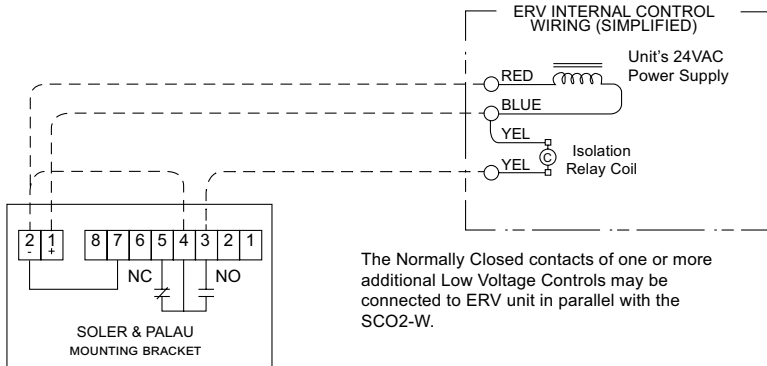 ERV INTERNAL CONTROL
WIRING (SIMPLIFIED)
Unit's 24VAC
Power Supply
RED
BLUE
YEL
C
Isolation
Relay Coil
YEL
2 1
- +
8 7 6 5 4 3 2 1
NC NO
SOLER & PALAU
MOUNTING BRACKET
The Normally Closed contacts of one or more
additional Low Voltage Controls may be
connected to ERV unit in parallel with the
SCO2-W.